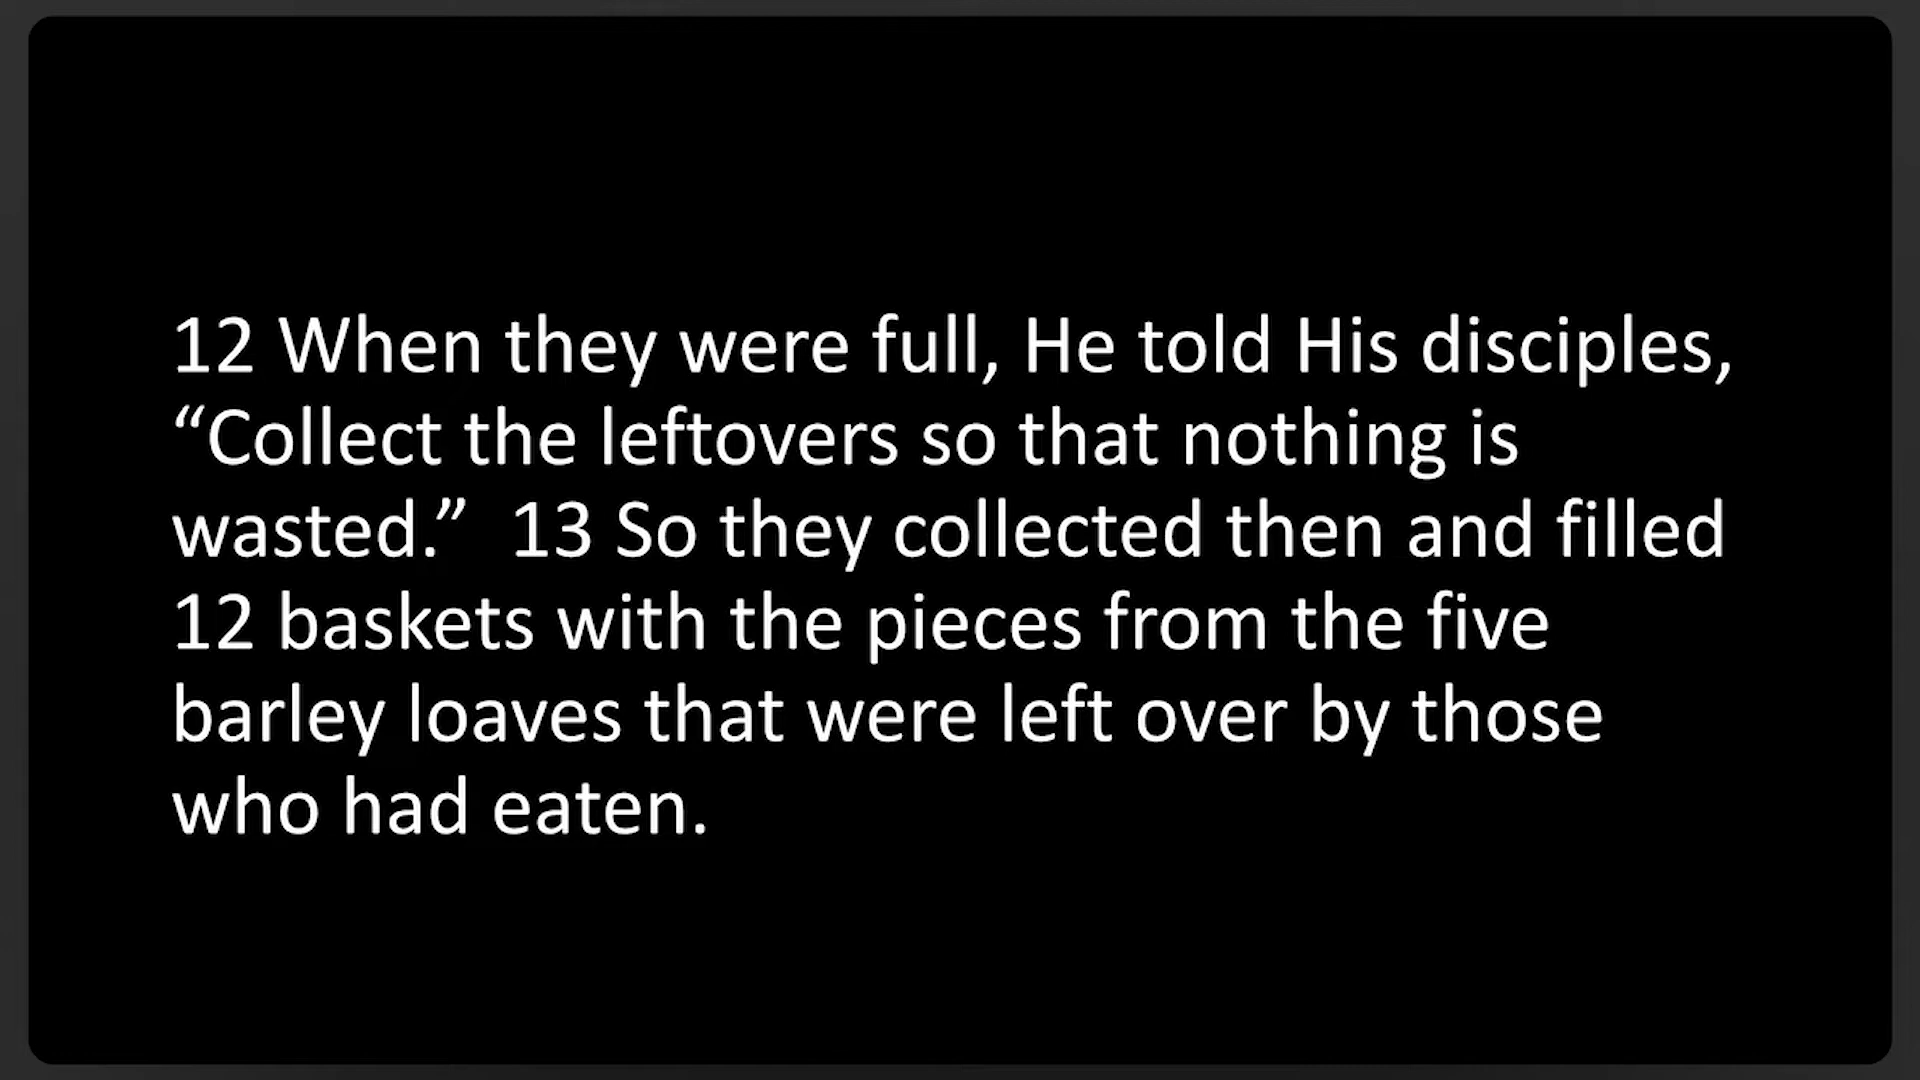 12 When they were full, He told His disciples,
“Collect the leftovers so that nothing is
wasted.”  13 So they collected then and filled
12 baskets with the pieces from the five
barley loaves that were left over by those
who had eaten.